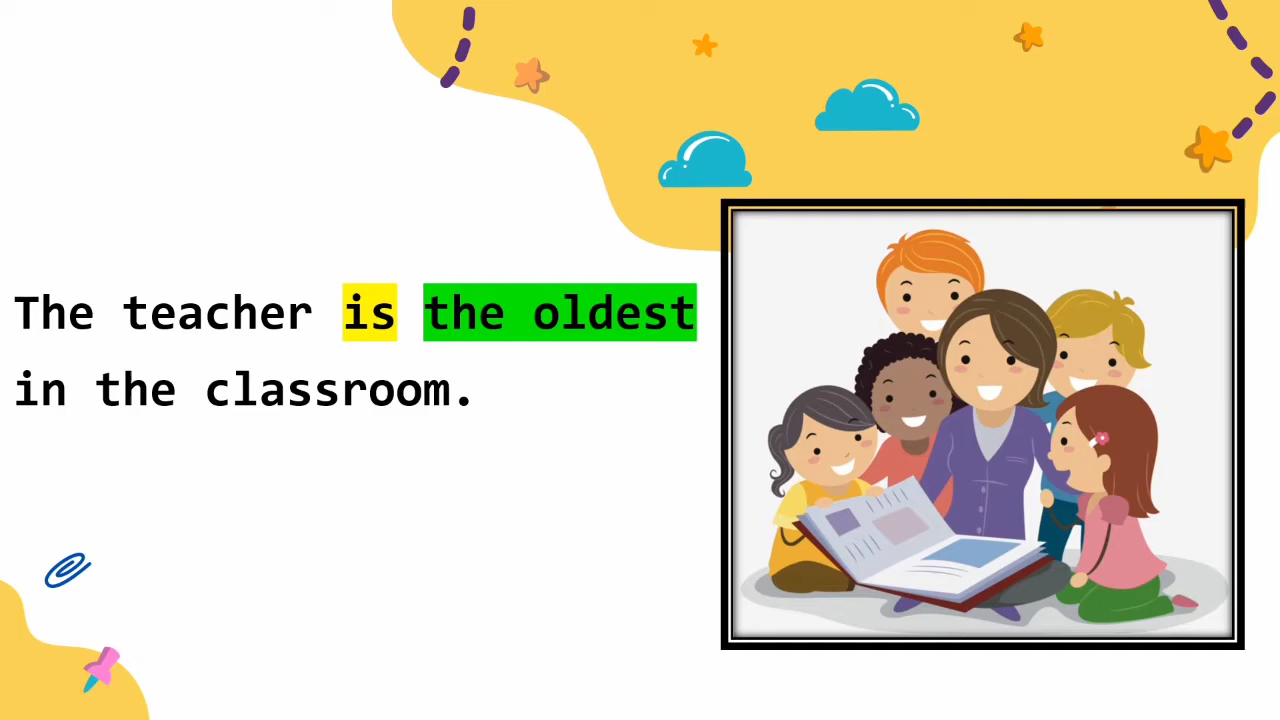 The teacher is the oldest
in the classroom.